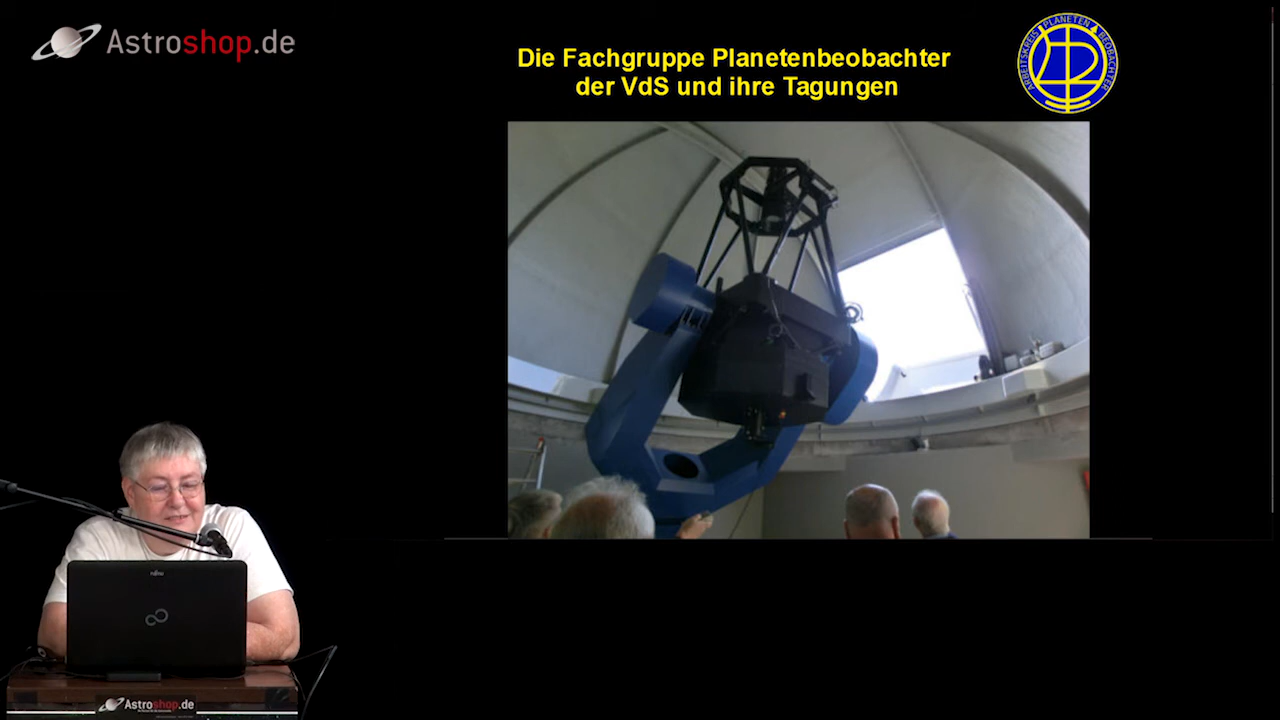 Astroshop.de
Die Fachgruppe Planetenbeobachter
der VdS und ihre Tagungen
ARBEITSKREIS PLANETEN BEOBACHTER
FUJITSU
Astroshop.de